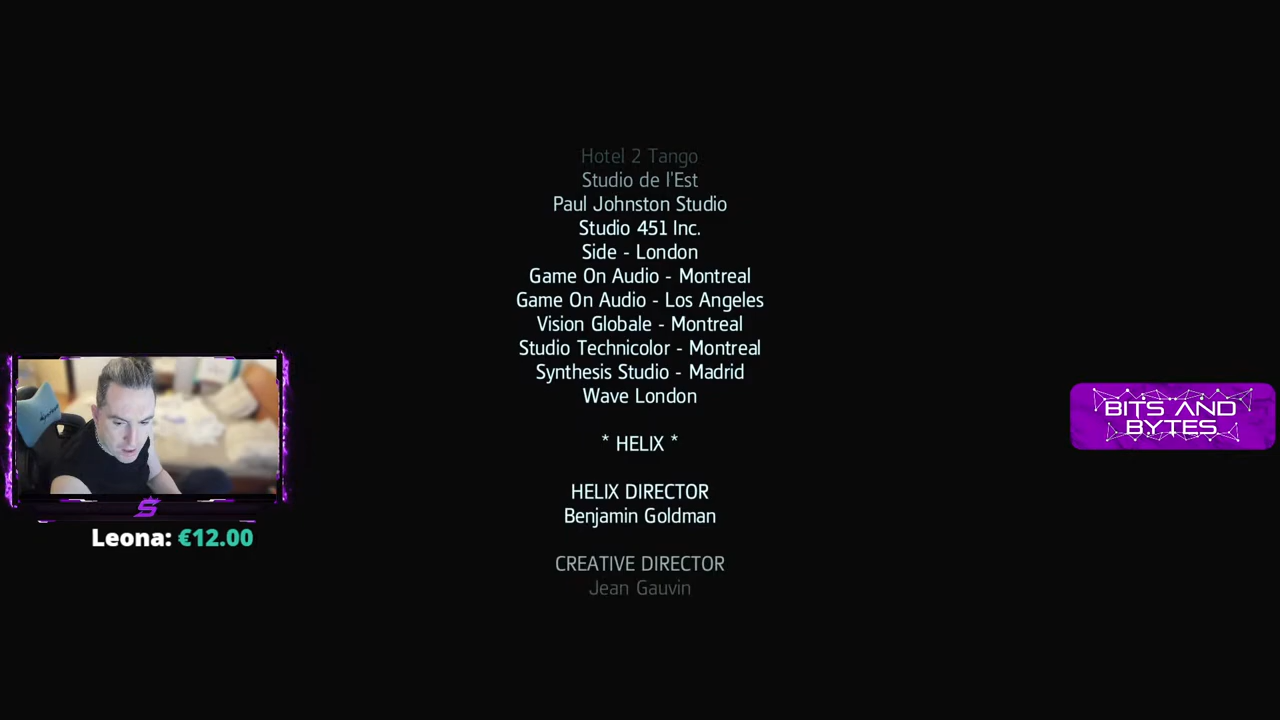 Hotel 2 Tango
Studio de l'Est
Paul Johnston Studio
Studio 451 Inc.
Side - London
Game On Audio - Montreal
Game On Audio - Los Angeles
Vision Globale - Montreal
Studio Technicolor - Montreal
Synthesis Studio - Madrid
Wave London
* HELIX *
HELIX DIRECTOR
Benjamin Goldman
CREATIVE DIRECTOR
Jean Gauvin
S
Leona: €12.00
BITS AND
BYTES